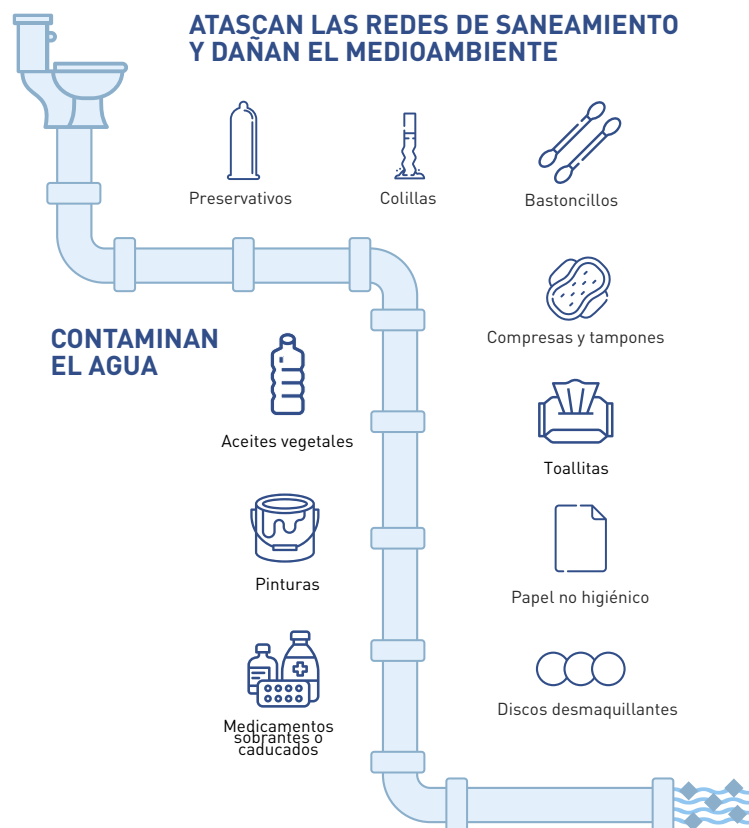 ATASCAN LAS REDES DE SANEAMIENTO
Y DAÑAN EL MEDIOAMBIENTE
Preservativos
Colillas
Bastoncillos
Compresas y tampones
Toallitas
Papel no higiénico
Discos desmaquillantes
CONTAMINAN
EL AGUA
Aceites vegetales
Pinturas
Medicamentos
sobrantes o
caducados